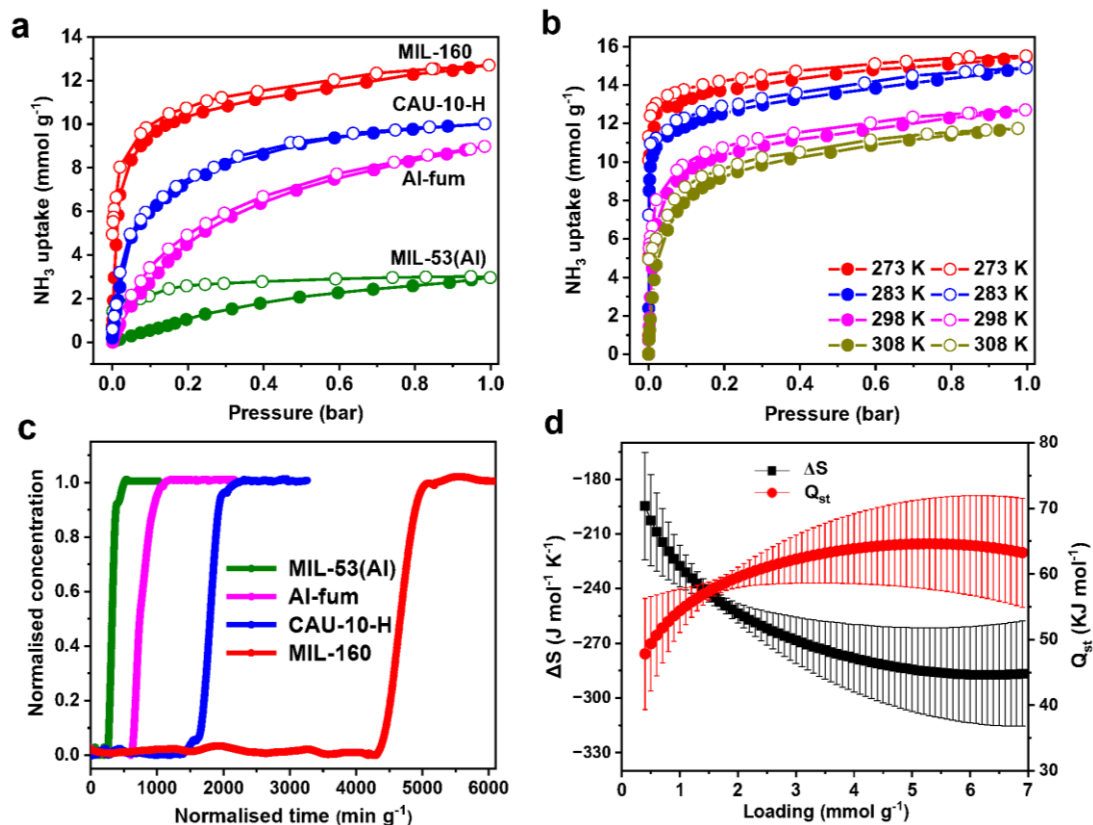 a
14
12
10
8
6
4
2
0
NH₃ uptake (mmol g⁻¹)
MIL-160
CAU-10-H
Al-fum
MIL-53(Al)
0.0 0.2 0.4 0.6 0.8 1.0
Pressure (bar)
b
16
14
12
10
8
6
4
2
0
NH₃ uptake (mmol g⁻¹)
273 K 273 K
283 K 283 K
298 K 298 K
308 K 308 K
0.0 0.2 0.4 0.6 0.8 1.0
Pressure (bar)
c
1.0
0.8
0.6
0.4
0.2
0.0
Normalised concentration
MIL-53(Al)
Al-fum
CAU-10-H
MIL-160
0 1000 2000 3000 4000 5000 6000
Normalised time (min g⁻¹)
d
-180
-210
-240
-270
-300
-330
ΔS (J mol⁻¹ K⁻¹)
ΔS
Qst
80
70
60
50
40
30
Qst (KJ mol⁻¹)
0 1 2 3 4 5 6 7
Loading (mmol g⁻¹)